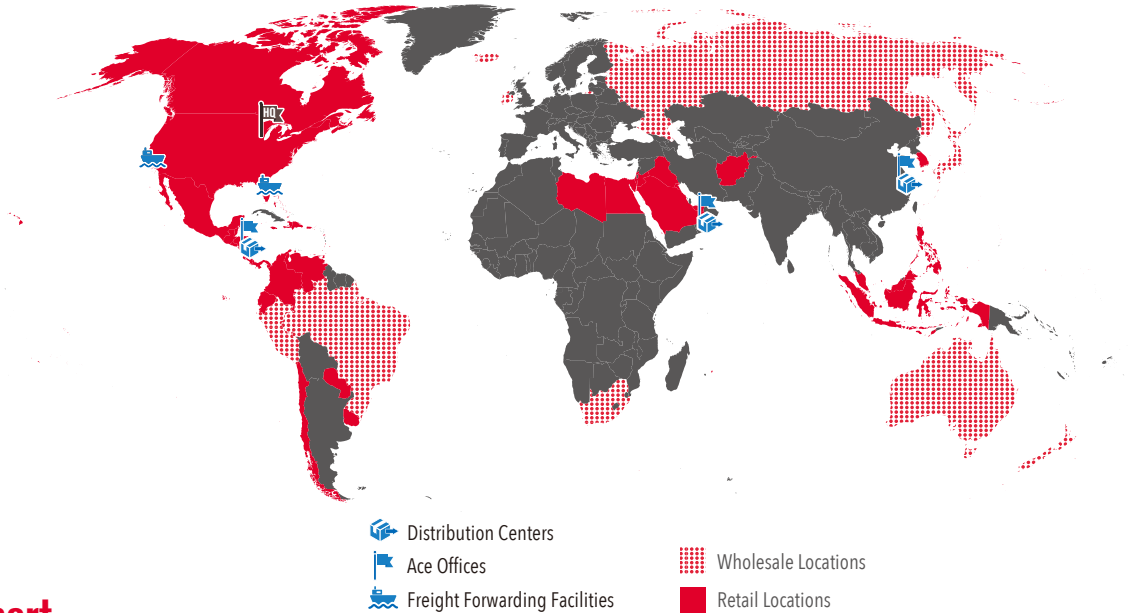 HQ
Distribution Centers
Ace Offices
Freight Forwarding Facilities
Wholesale Locations
Retail Locations